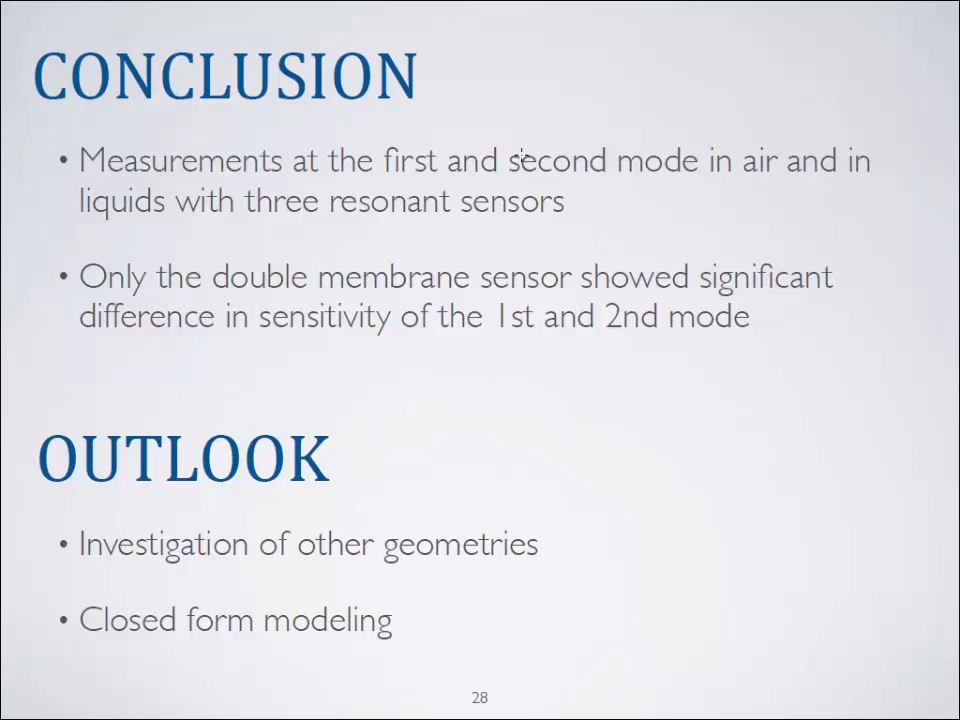 CONCLUSION
• Measurements at the first and second mode in air and in
liquids with three resonant sensors
• Only the double membrane sensor showed significant
difference in sensitivity of the 1st and 2nd mode
OUTLOOK
• Investigation of other geometries
• Closed form modeling
28